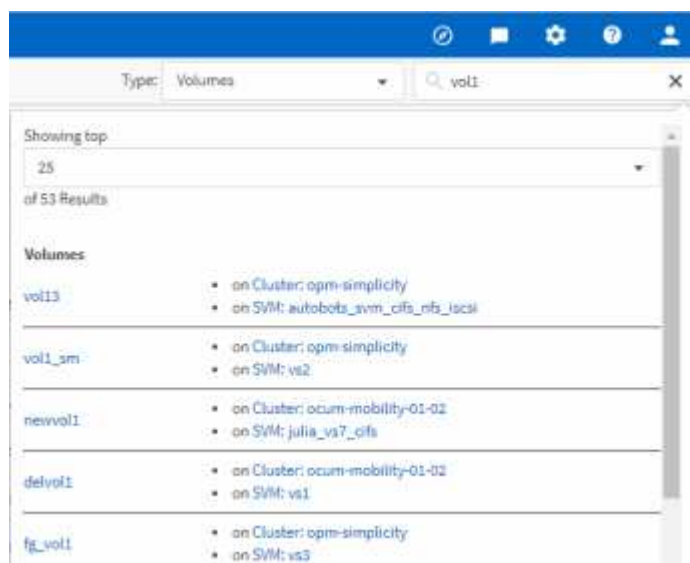 Type: Volumes vol1
Showing top
25
of 53 Results
Volumes
vol13
on Cluster: opm-simplicity
on SVM: autobots_svm_cifs_nfs_iscsi
vol1_sm
on Cluster: opm-simplicity
on SVM: vs2
newvol1
on Cluster: ocum-mobility-01-02
on SVM: julia_vs7_cifs
delvol1
on Cluster: ocum-mobility-01-02
on SVM: vs1
fg_vol1
on Cluster: opm-simplicity
on SVM: vs3